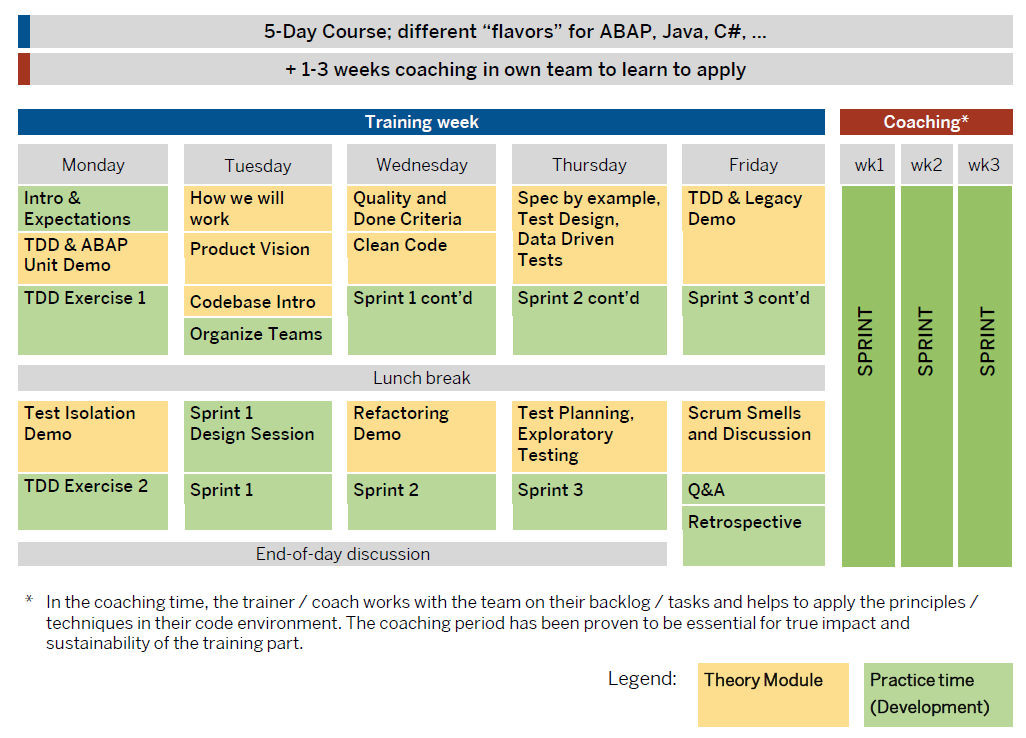 5-Day Course; different “flavors” for ABAP, Java, C#, ...
+ 1-3 weeks coaching in own team to learn to apply
Training week
Coaching*
Monday
Tuesday
Wednesday
Thursday
Friday
wk1
wk2
wk3
Intro &
Expectations
How we will
work
Quality and
Done Criteria
Spec by example,
Test Design,
Data Driven
Tests
TDD & Legacy
Demo
TDD & ABAP
Unit Demo
Product Vision
Clean Code
TDD Exercise 1
Codebase Intro
Organize Teams
Sprint 1 cont’d
Sprint 2 cont’d
Sprint 3 cont’d
SPRINT
SPRINT
SPRINT
Lunch break
Test Isolation
Demo
Sprint 1
Design Session
Refactoring
Demo
Test Planning,
Exploratory
Testing
Scrum Smells
and Discussion
TDD Exercise 2
Sprint 1
Sprint 2
Sprint 3
Q&A
Retrospective
End-of-day discussion
* In the coaching time, the trainer / coach works with the team on their backlog / tasks and helps to apply the principles /
techniques in their code environment. The coaching period has been proven to be essential for true impact and
sustainability of the training part.
Legend:
Theory Module
Practice time
(Development)